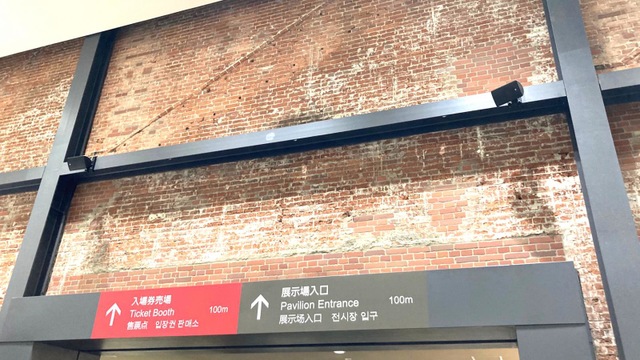 入場券売場
Ticket Booth 100m
售票点 입장권 판매소
展示場入口
Pavilion Entrance 100m
展示场入口 전시장 입구